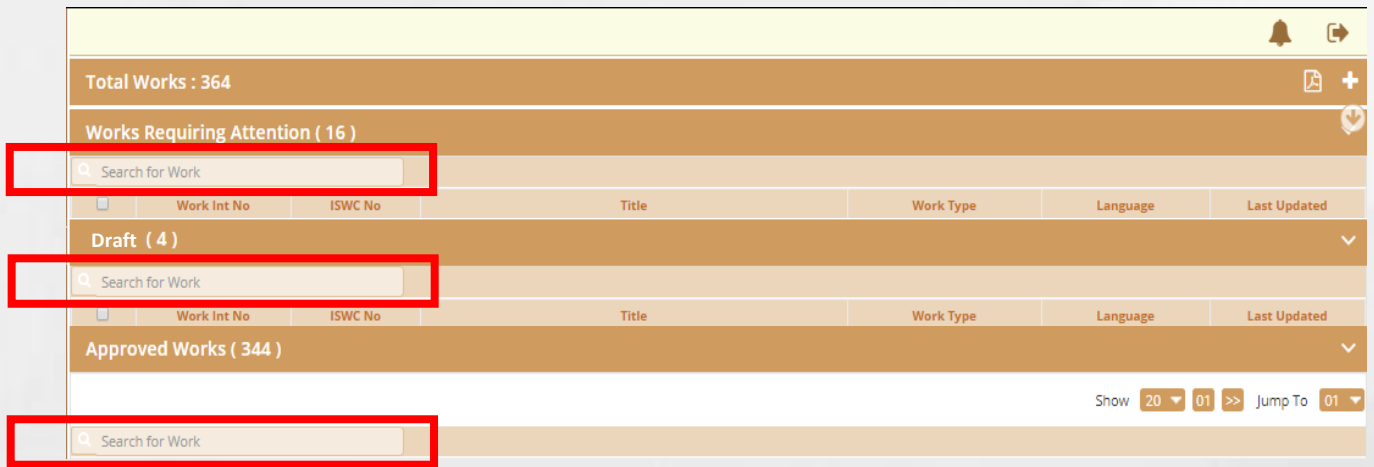 Total Works : 364
Works Requiring Attention ( 16 )
Search for Work
Work Int No ISWC No Title Work Type Language Last Updated
Draft ( 4 )
Search for Work
Work Int No ISWC No Title Work Type Language Last Updated
Approved Works ( 344 )
Show 20 01 >> Jump To 01
Search for Work